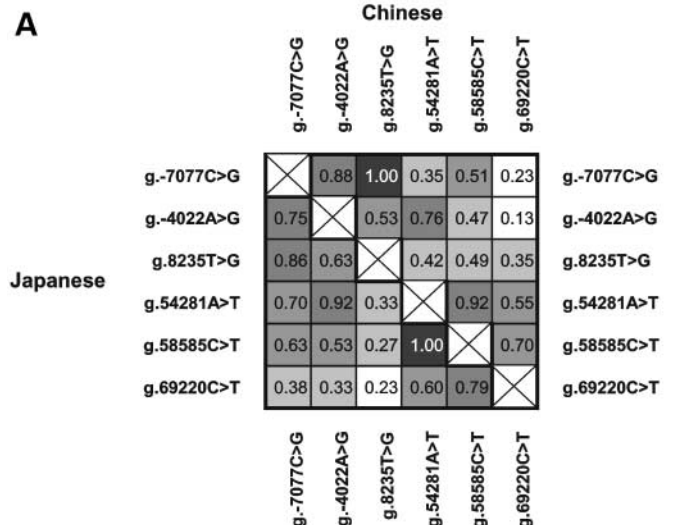 A
Chinese
g.-7077C>G g.-4022A>G g.8235T>G g.54281A>T g.58585C>T g.69220C>T
g.-7077C>G 0.88 1.00 0.35 0.51 0.23 g.-7077C>G
g.-4022A>G 0.75 0.53 0.76 0.47 0.13 g.-4022A>G
g.8235T>G 0.86 0.63 0.42 0.49 0.35 g.8235T>G
Japanese
g.54281A>T 0.70 0.92 0.33 0.92 0.55 g.54281A>T
g.58585C>T 0.63 0.53 0.27 1.00 0.70 g.58585C>T
g.69220C>T 0.38 0.33 0.23 0.60 0.79 g.69220C>T
g.-7077C>G g.-4022A>G g.8235T>G g.54281A>T g.58585C>T g.69220C>T